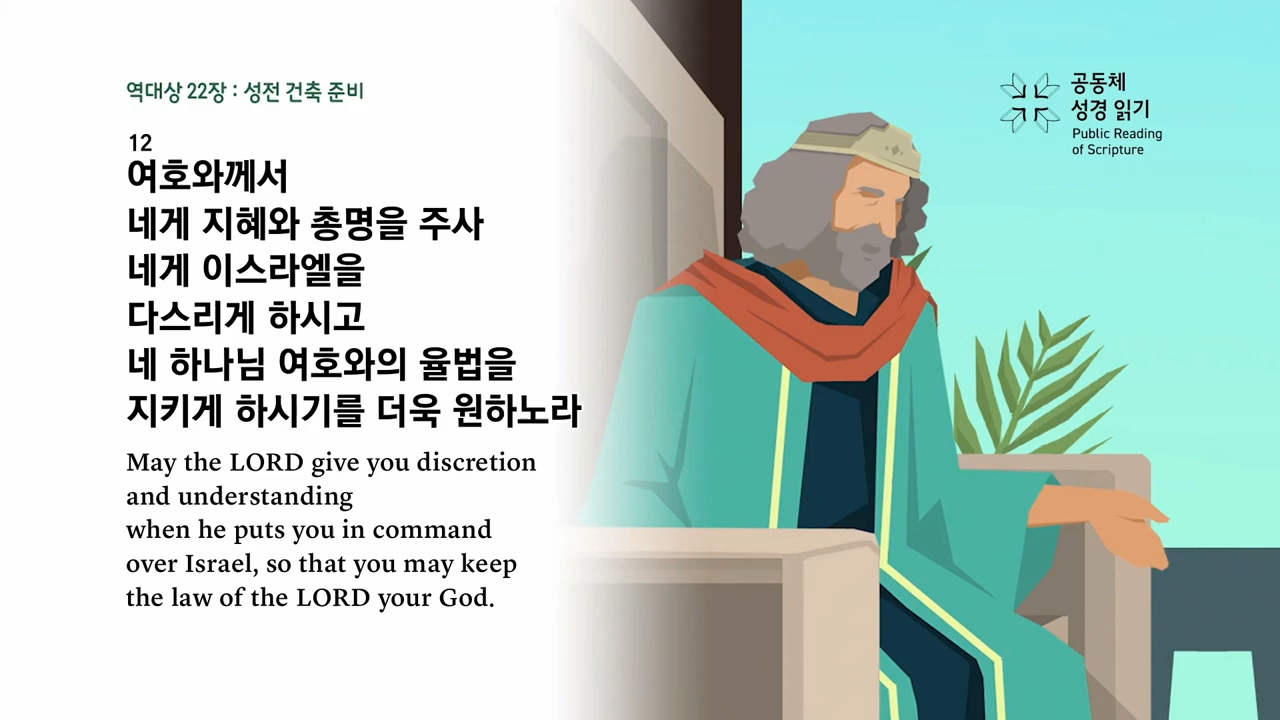 역대상 22장 : 성전 건축 준비
12
여호와께서
네게 지혜와 총명을 주사
네게 이스라엘을
다스리게 하시고
네 하나님 여호와의 율법을
지키게 하시기를 더욱 원하노라
May the LORD give you discretion
and understanding
when he puts you in command
over Israel, so that you may keep
the law of the LORD your God.
공동체
성경 읽기
Public Reading
of Scripture